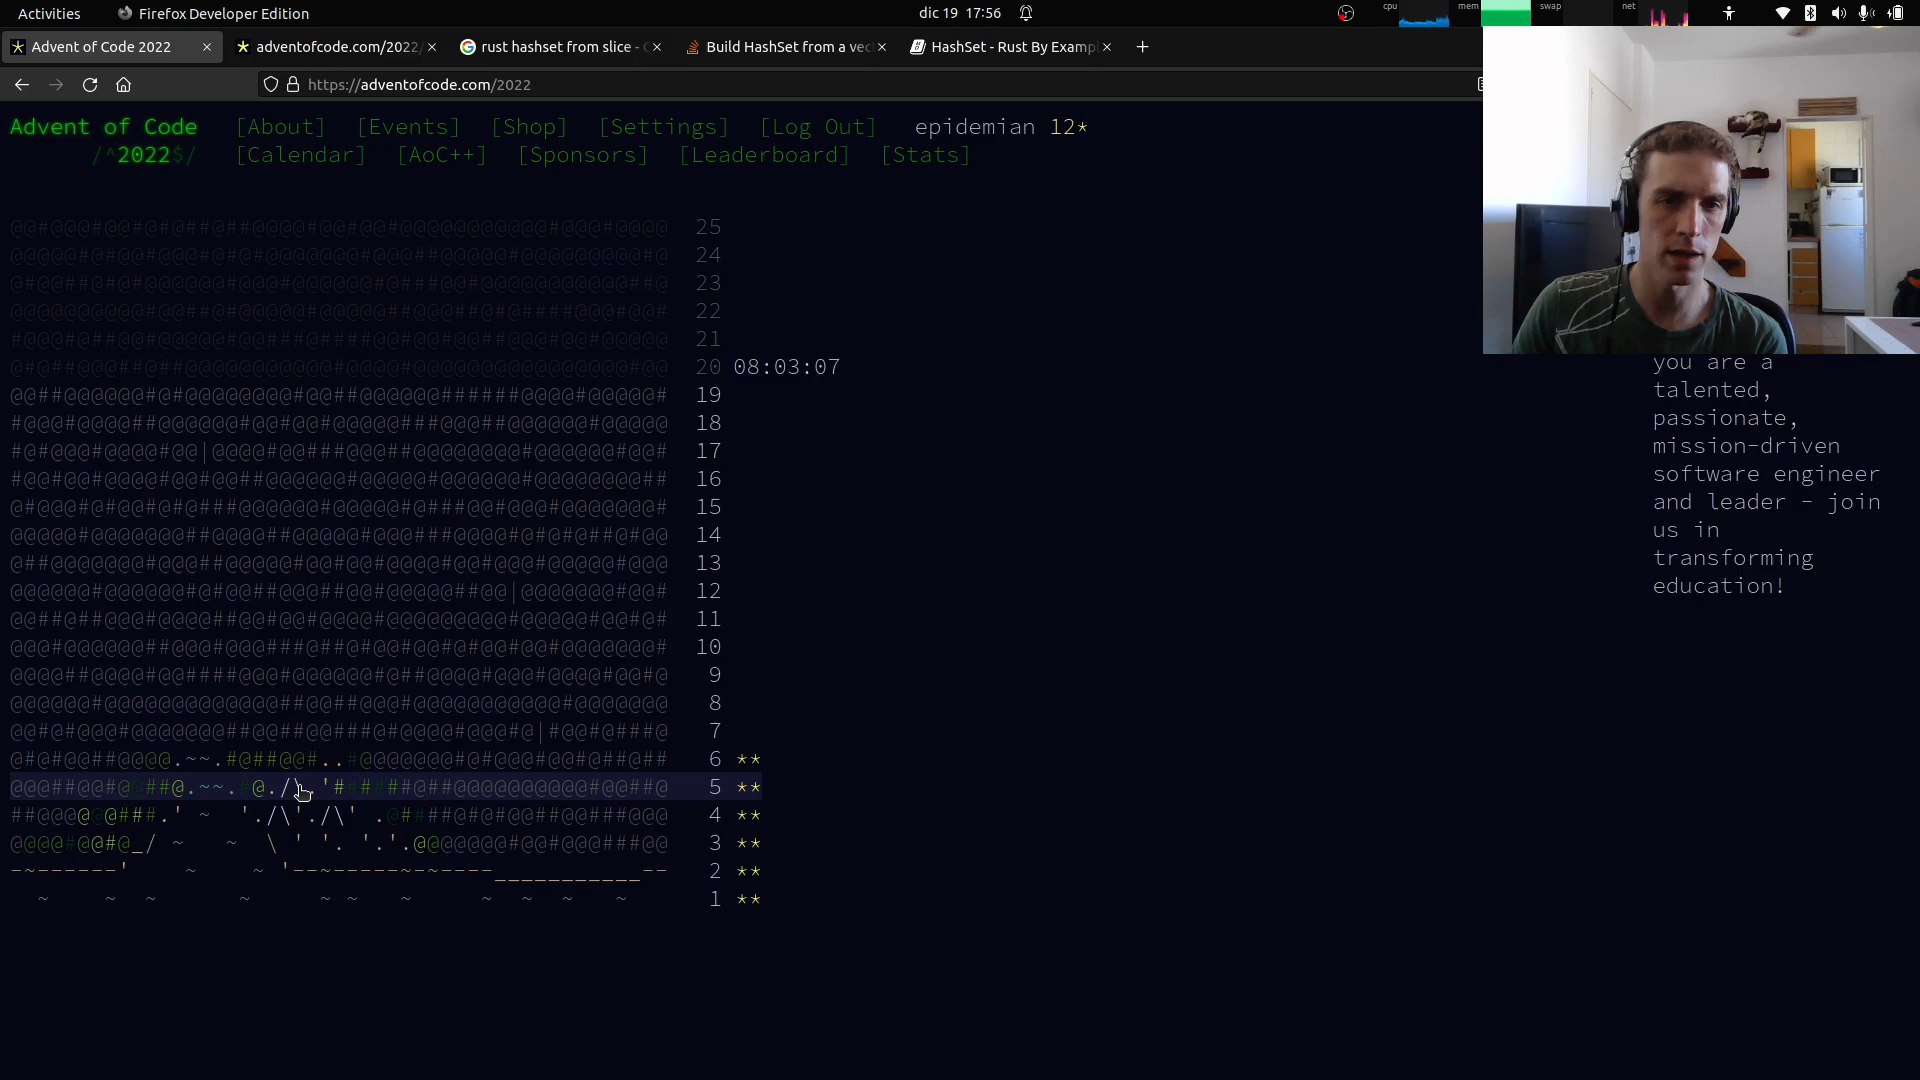 Activities Firefox Developer Edition dic 19 17:56 cpu mem swap net
Advent of Code 2022 × adventofcode.com/2022/ × rust hashset from slice - × Build HashSet from a vec × HashSet - Rust By Examp × +
https://adventofcode.com/2022
Advent of Code [About] [Events] [Shop] [Settings] [Log Out] epidemian 12*
/^2022$/ [Calendar] [AoC++] [Sponsors] [Leaderboard] [Stats]
25
24
23
22
21
20 08:03:07
19
18
17
16
15
14
13
12
11
10
9
8
7
6 **
5 **
4 **
3 **
2 **
1 **
you are a
talented,
passionate,
mission-driven
software engineer
and leader – join
us in
transforming
education!